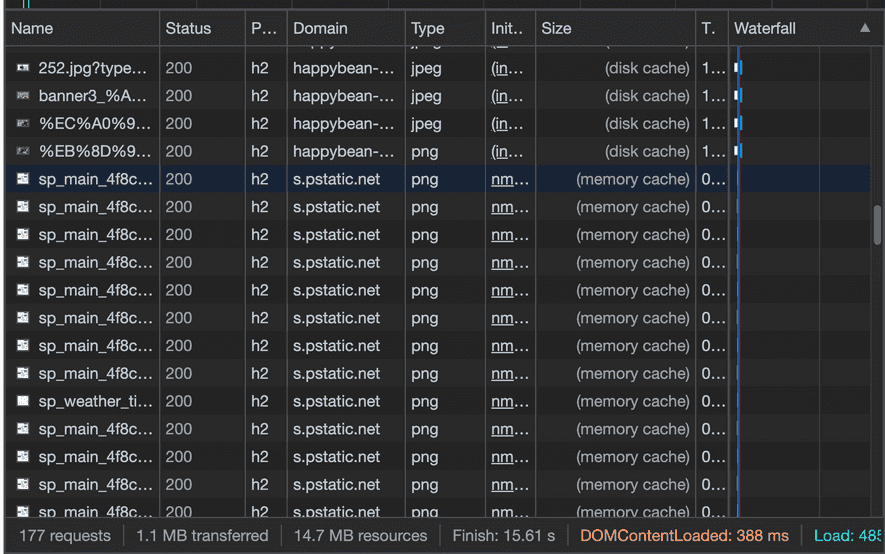 Name Status P... Domain Type Init.. Size T. Waterfall
252.jpg?type... 200 h2 happybean-... jpeg (in... (disk cache) 1...
banner3_%A... 200 h2 happybean-... jpeg (in... (disk cache) 1...
%EC%A0%9... 200 h2 happybean-... jpeg (in... (disk cache) 1...
%EB%8D%9... 200 h2 happybean-... png (in... (disk cache) 1...
sp_main_4f8c... 200 h2 s.pstatic.net png nm... (memory cache) 0...
sp_main_4f8c... 200 h2 s.pstatic.net png nm... (memory cache) 0...
sp_main_4f8c... 200 h2 s.pstatic.net png nm... (memory cache) 0...
sp_main_4f8c... 200 h2 s.pstatic.net png nm... (memory cache) 0...
sp_main_4f8c... 200 h2 s.pstatic.net png nm... (memory cache) 0...
sp_main_4f8c... 200 h2 s.pstatic.net png nm... (memory cache) 0...
sp_main_4f8c... 200 h2 s.pstatic.net png nm... (memory cache) 0...
sp_main_4f8c... 200 h2 s.pstatic.net png nm... (memory cache) 0...
sp_weather_ti... 200 h2 s.pstatic.net png nm... (memory cache) 0...
sp_main_4f8c... 200 h2 s.pstatic.net png nm... (memory cache) 0...
sp_main_4f8c... 200 h2 s.pstatic.net png nm... (memory cache) 0...
sp_main_4f8c... 200 h2 s.pstatic.net png nm... (memory cache) 0...
sp_main_4f8c... 200 h2 s.pstatic.net png nm... (memory cache) 0...
177 requests 1.1 MB transferred 14.7 MB resources Finish: 15.61 s DOMContentLoaded: 388 ms Load: 485